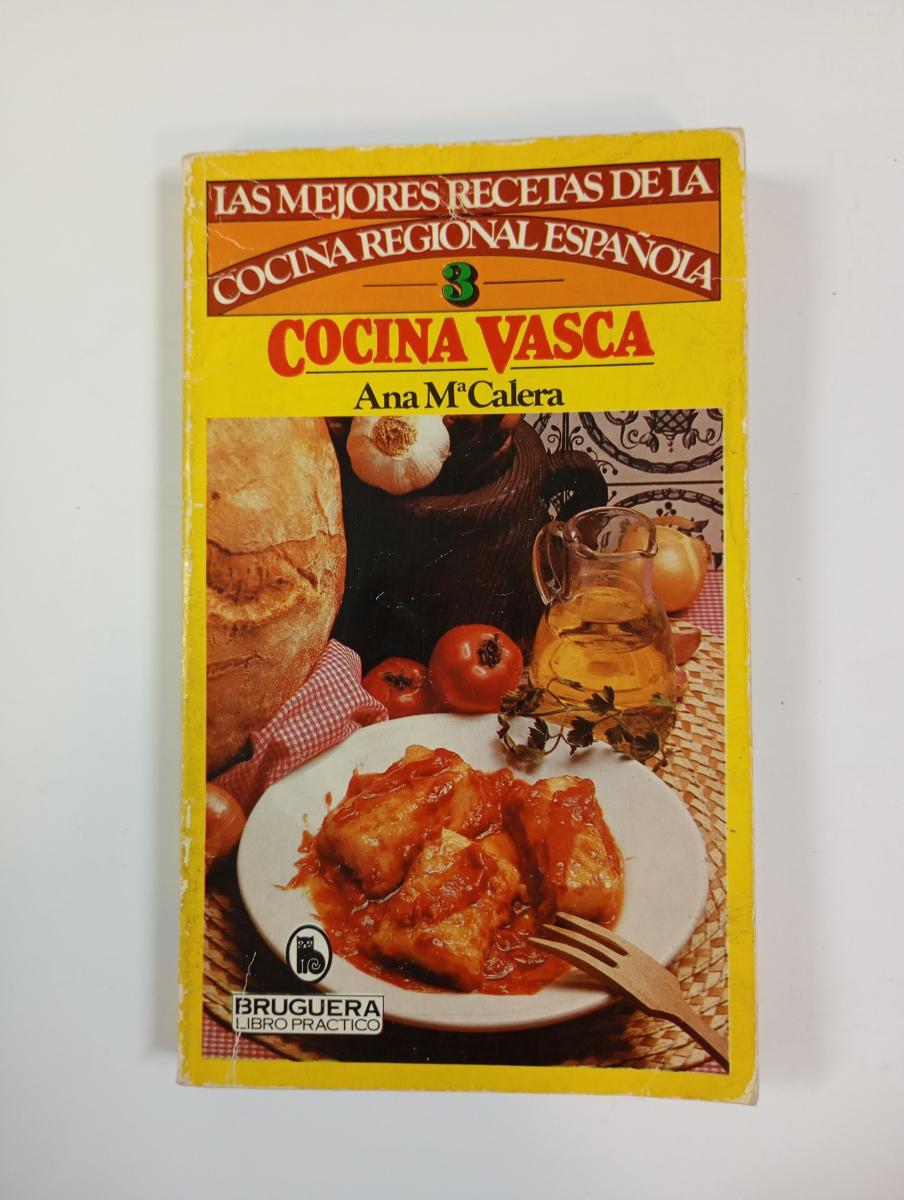 LAS MEJORES RECETAS DE LA
COCINA REGIONAL ESPAÑOLA
3
COCINA VASCA
Ana Mª Calera
BRUGUERA
LIBRO PRACTICO